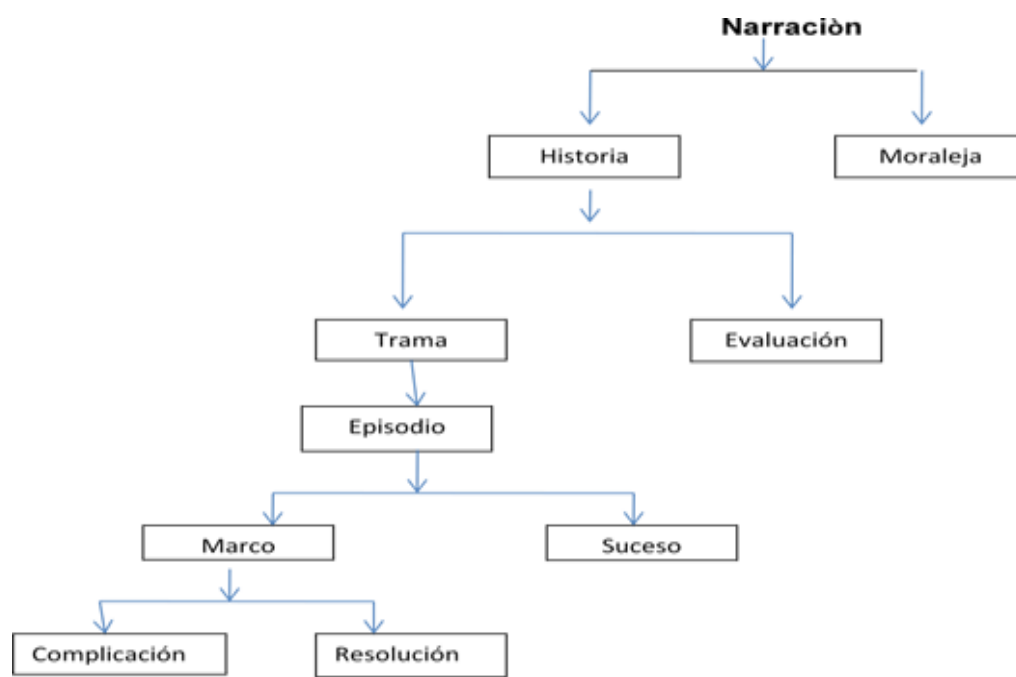 Narraciòn
Historia
Moraleja
Trama
Evaluación
Episodio
Marco
Suceso
Complicación
Resolución